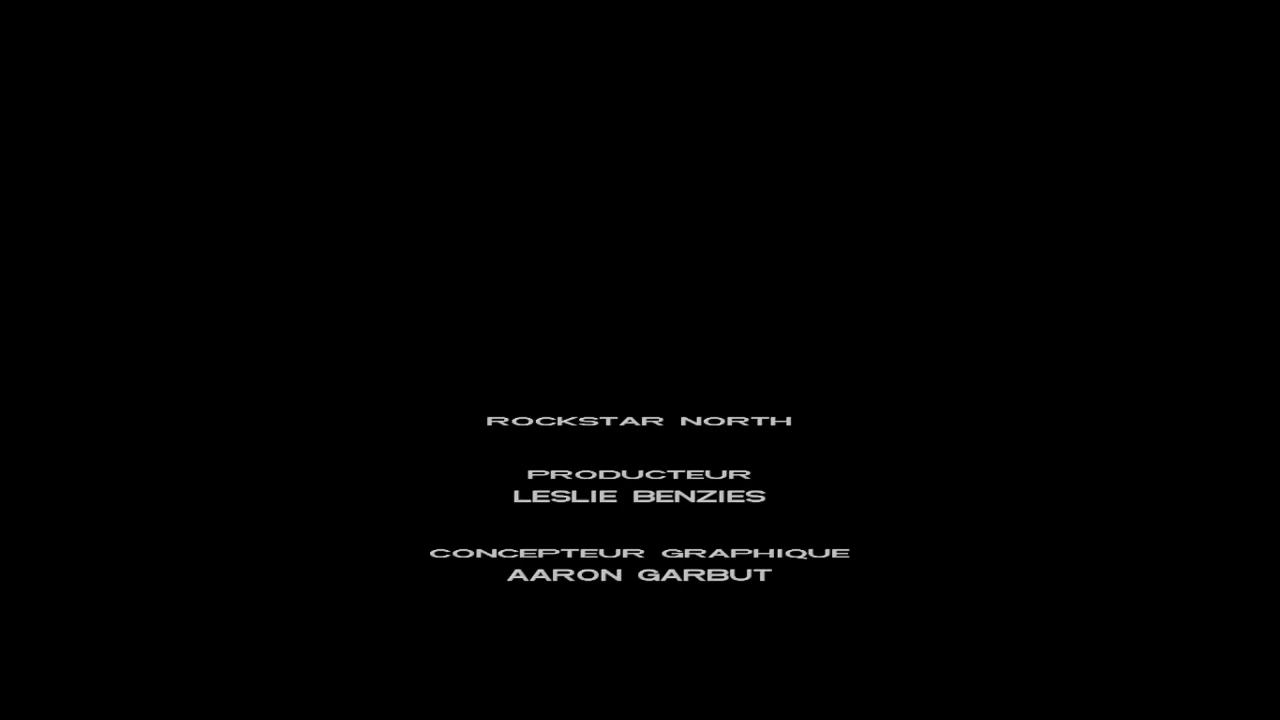 ROCKSTAR NORTH
PRODUCTEUR
LESLIE BENZIES
CONCEPTEUR GRAPHIQUE
AARON GARBUT